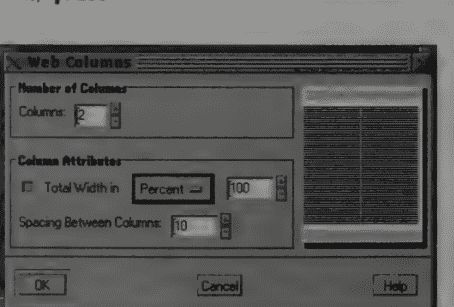 Web Columns
Number of Columns
Columns: 2
Column Attributes
Total Width in Percent 100
Spacing Between Columns: 10
OK Cancel Help